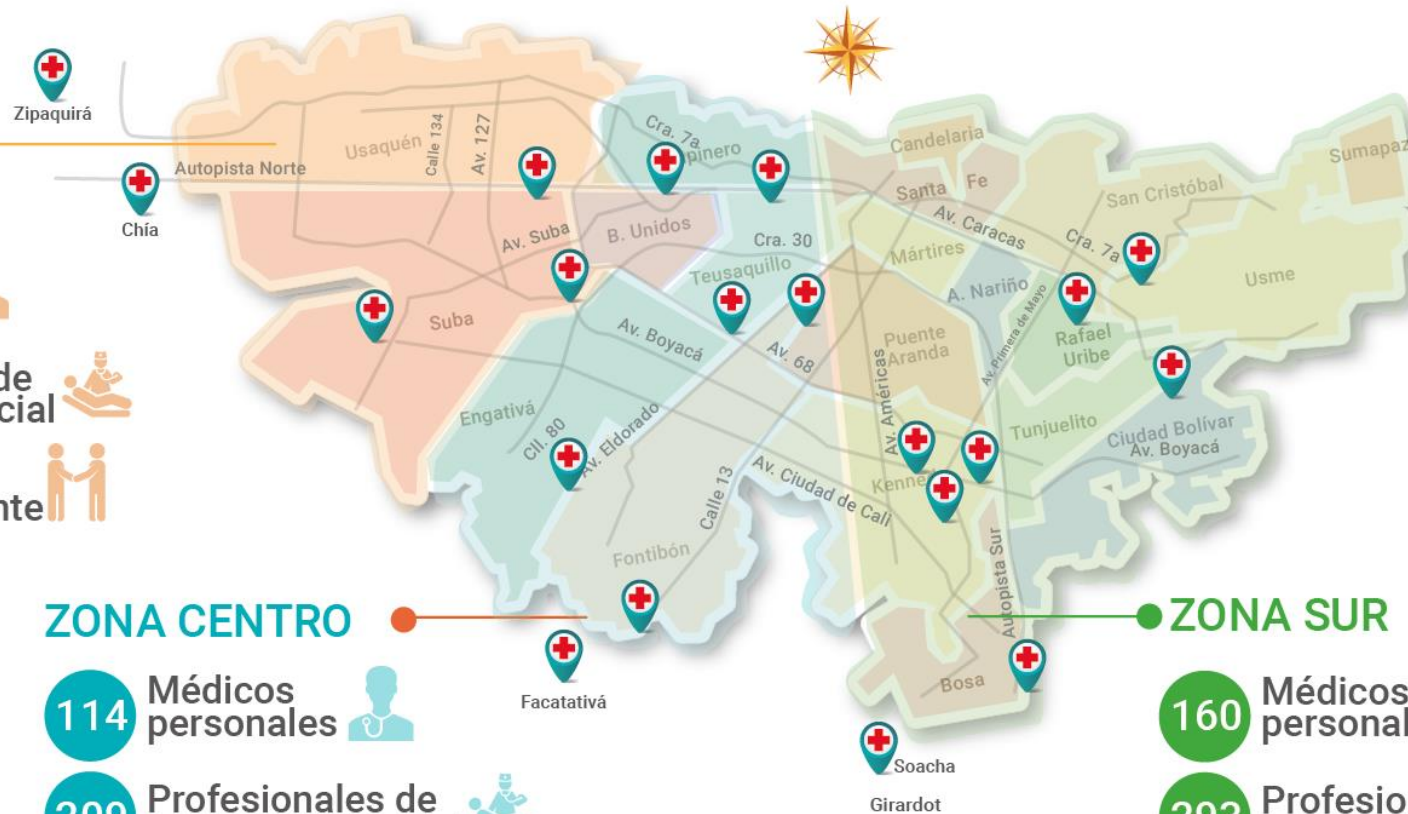 Zipaquirá
Chía
Autopista Norte
Usaquén
Calle 134
Av. 127
Cra. 7a
Candelaria
Santa Fe
Av. Caracas
San Cristóbal
Sumapaz
Cra. 7a
Usme
Av. Suba
B. Unidos
Cra. 30
Teusaquillo
Mártires
A. Nariño
Av. Primera de Mayo
Rafael
Uribe
Suba
Av. Boyacá
Av. 68
Puente
Aranda
Av. Américas
Engativá
Cll. 80
Av. Eldorado
Tunjuelito
Ciudad Bolívar
Av. Boyacá
Av. Ciudad de Cali
Calle 13
Fontibón
Autopista Sur
Bosa
de
cial
nte
ZONA CENTRO
114
Médicos
personales
Profesionales de
Facatativá
Soacha
Girardot
ZONA SUR
160
Médicos
personal
Profesio